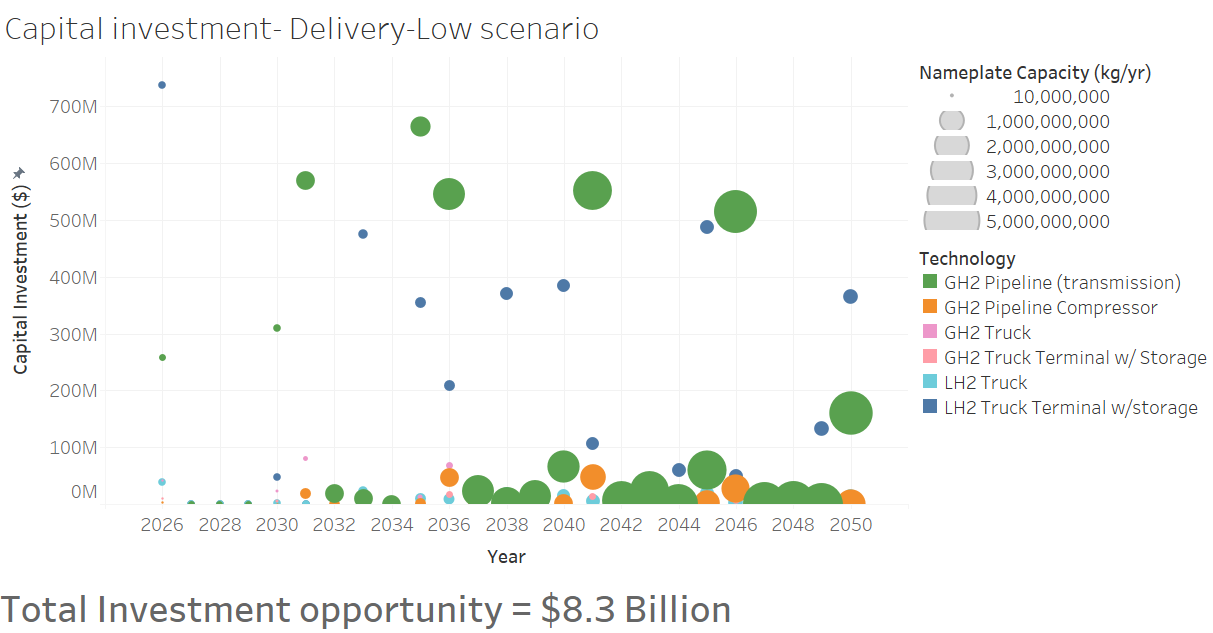 Capital investment- Delivery-Low scenario
Nameplate Capacity (kg/yr)
10,000,000
1,000,000,000
2,000,000,000
3,000,000,000
4,000,000,000
5,000,000,000
Technology
GH2 Pipeline (transmission)
GH2 Pipeline Compressor
GH2 Truck
GH2 Truck Terminal w/ Storage
LH2 Truck
LH2 Truck Terminal w/storage
Capital Investment ($)
700M
600M
500M
400M
300M
200M
100M
0M
2026 2028 2030 2032 2034 2036 2038 2040 2042 2044 2046 2048 2050
Year
Total Investment opportunity = $8.3 Billion